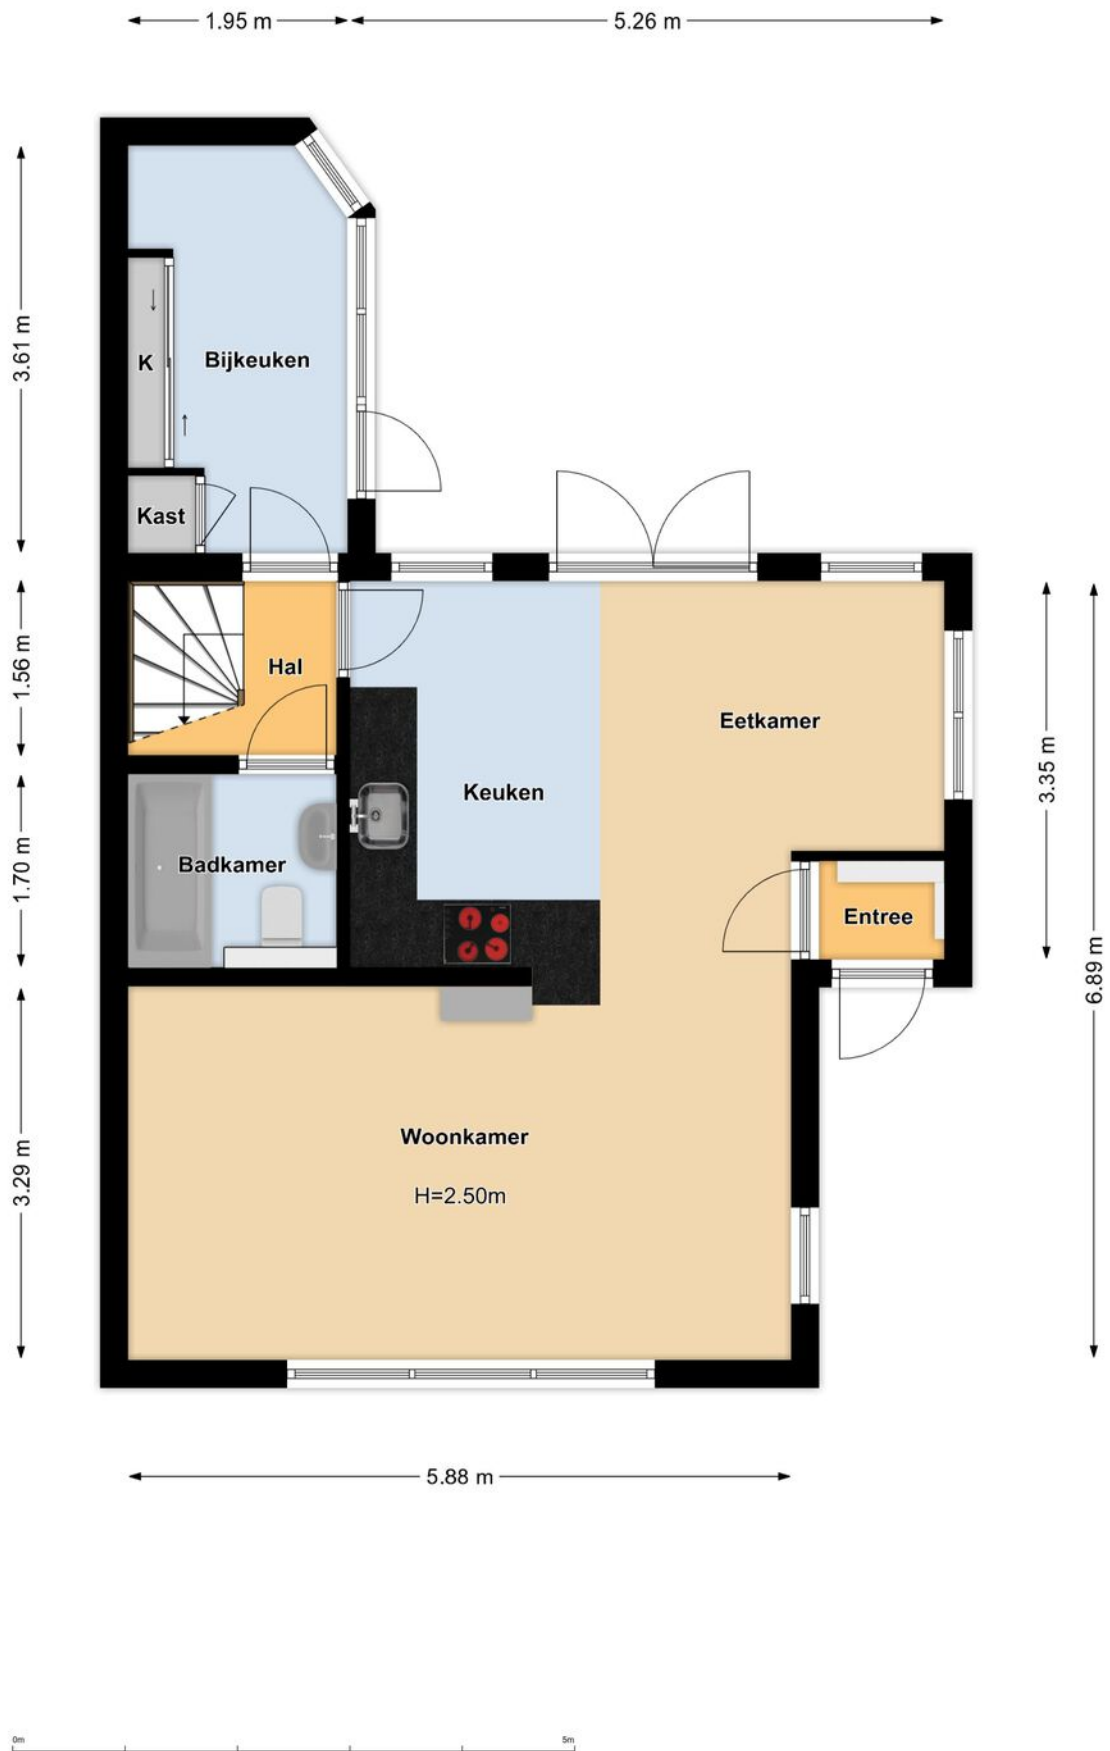 1.95 m
5.26 m
3.61 m
K
Bijkeuken
Kast
1.56 m
Hal
Eetkamer
3.35 m
Keuken
1.70 m
Badkamer
Entree
6.89 m
Woonkamer
3.29 m
H=2.50m
5.88 m
0m
5m